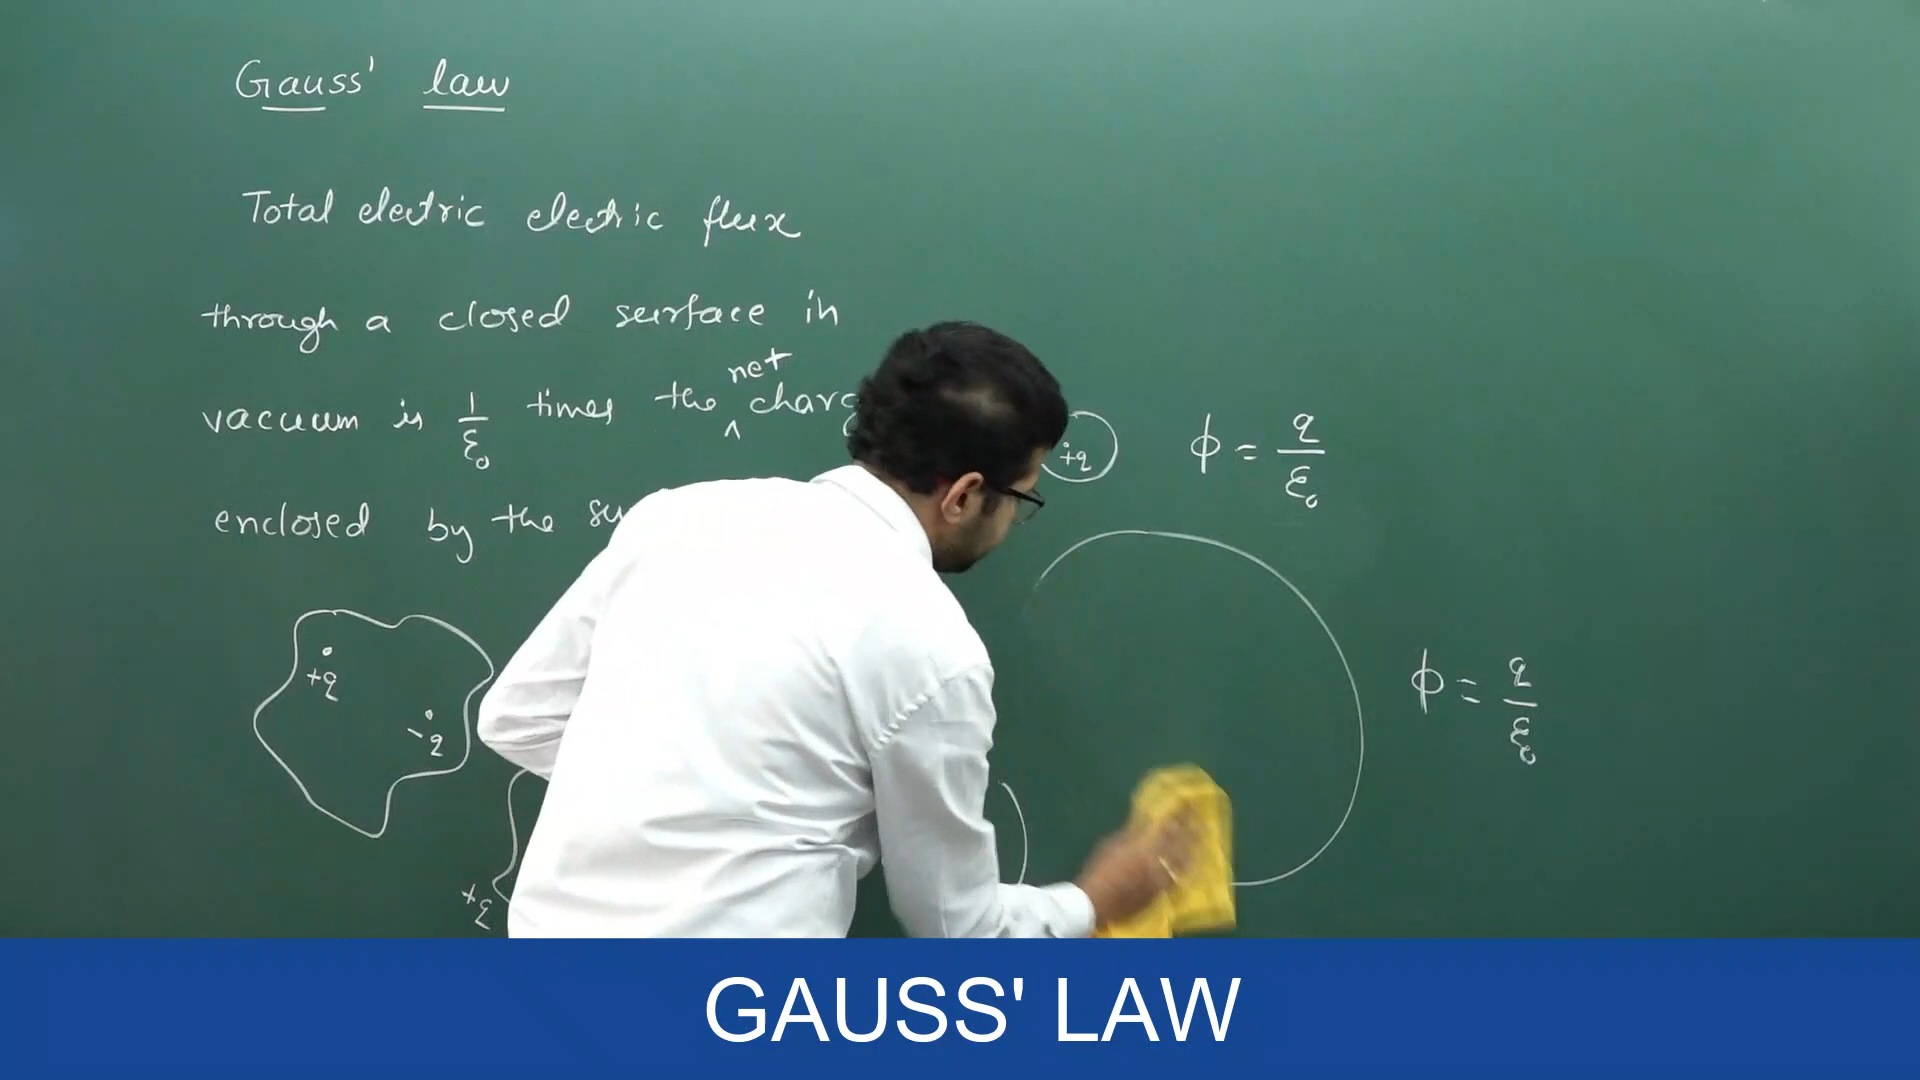 Gauss' law
Total electric electric flux
through a closed surface in
vacuum is 1/ε₀ times the net
enclosed by the
+q
ϕ = q/ε₀
+q
-q
ϕ = q/ε₀
+q
GAUSS' LAW